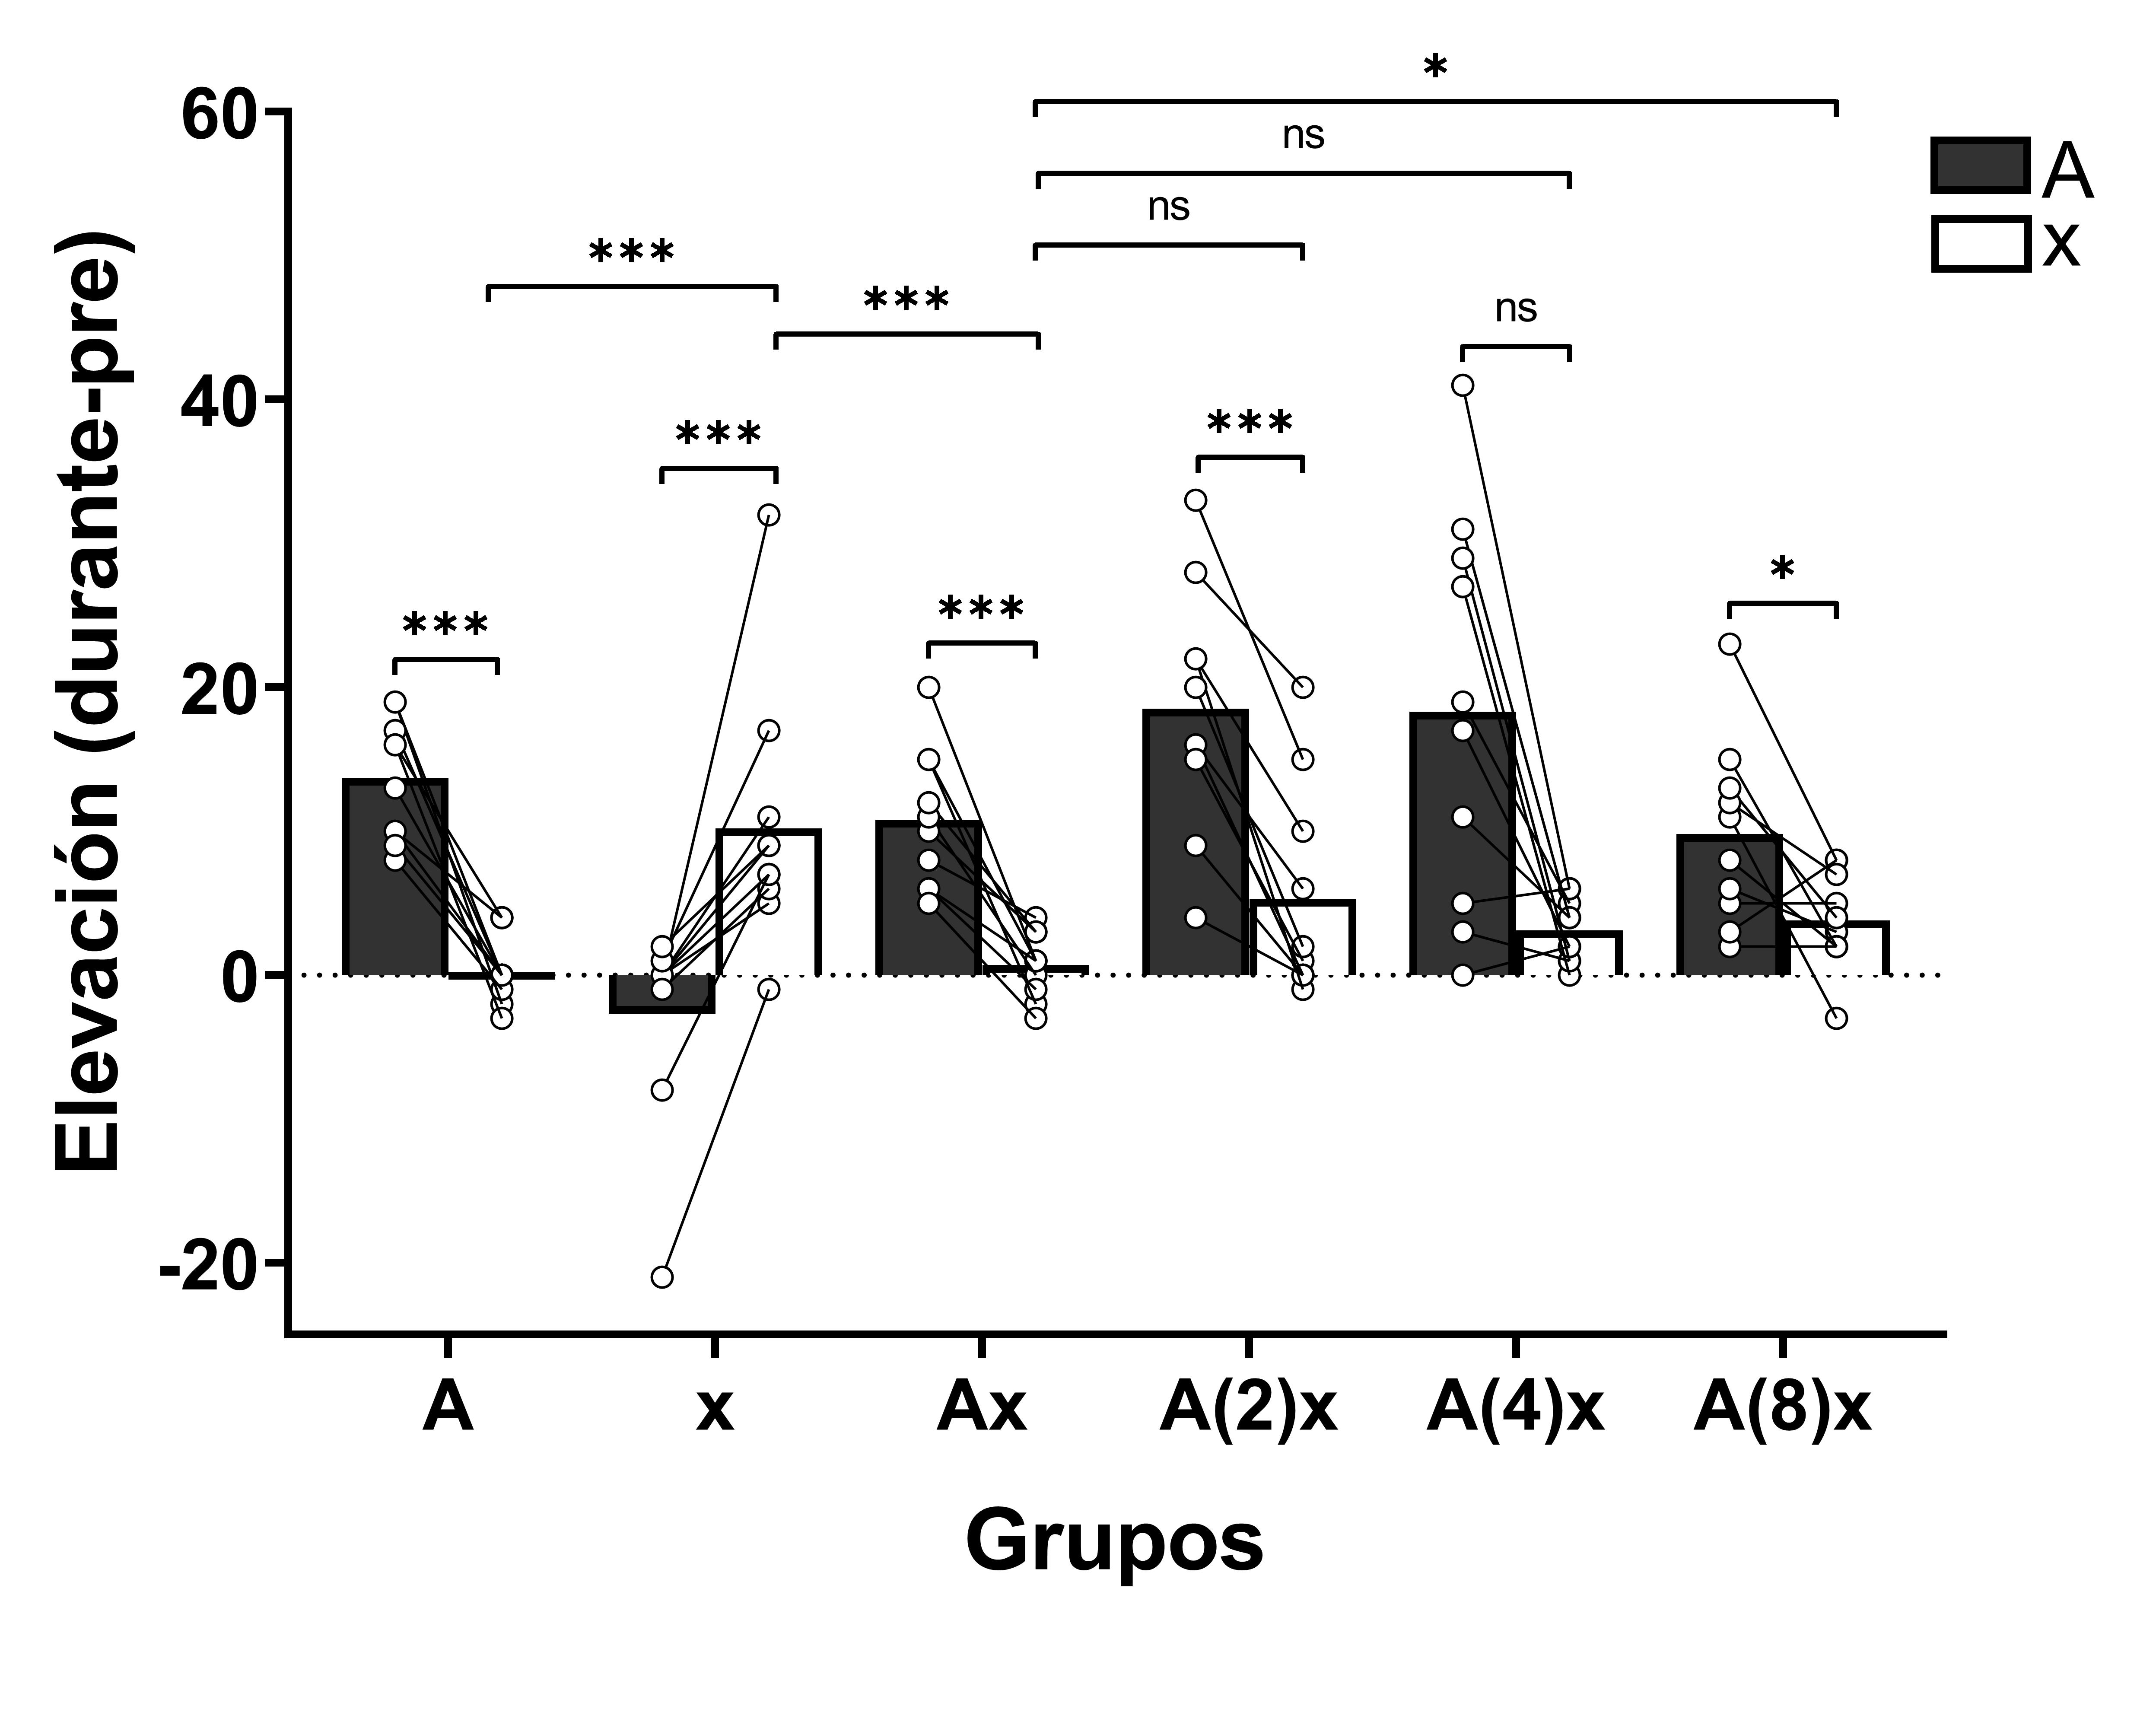 *
60
ns
A
ns
x
***
***
ns
40
***
***
*
***
***
20
0
-20
Elevación (durante-pre)
A x Ax A(2)x A(4)x A(8)x
Grupos